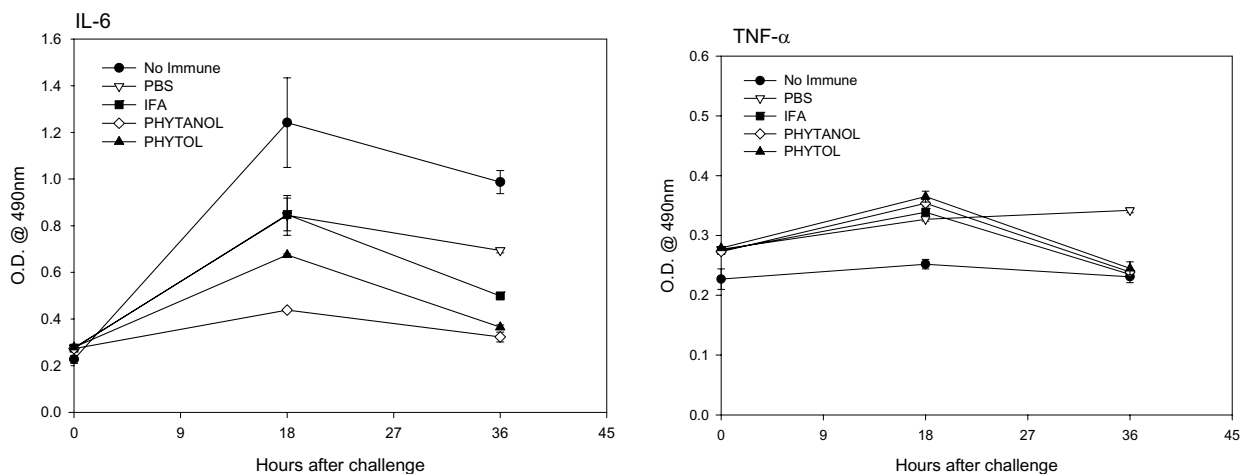 IL-6
O.D. @ 490nm
1.6
1.4
1.2
1.0
0.8
0.6
0.4
0.2
0.0
No Immune
PBS
IFA
PHYTANOL
PHYTOL
0 9 18 27 36 45
Hours after challenge
TNF-α
O.D. @ 490nm
0.6
0.5
0.4
0.3
0.2
0.1
0.0
No Immune
PBS
IFA
PHYTANOL
PHYTOL
0 9 18 27 36 45
Hours after challenge